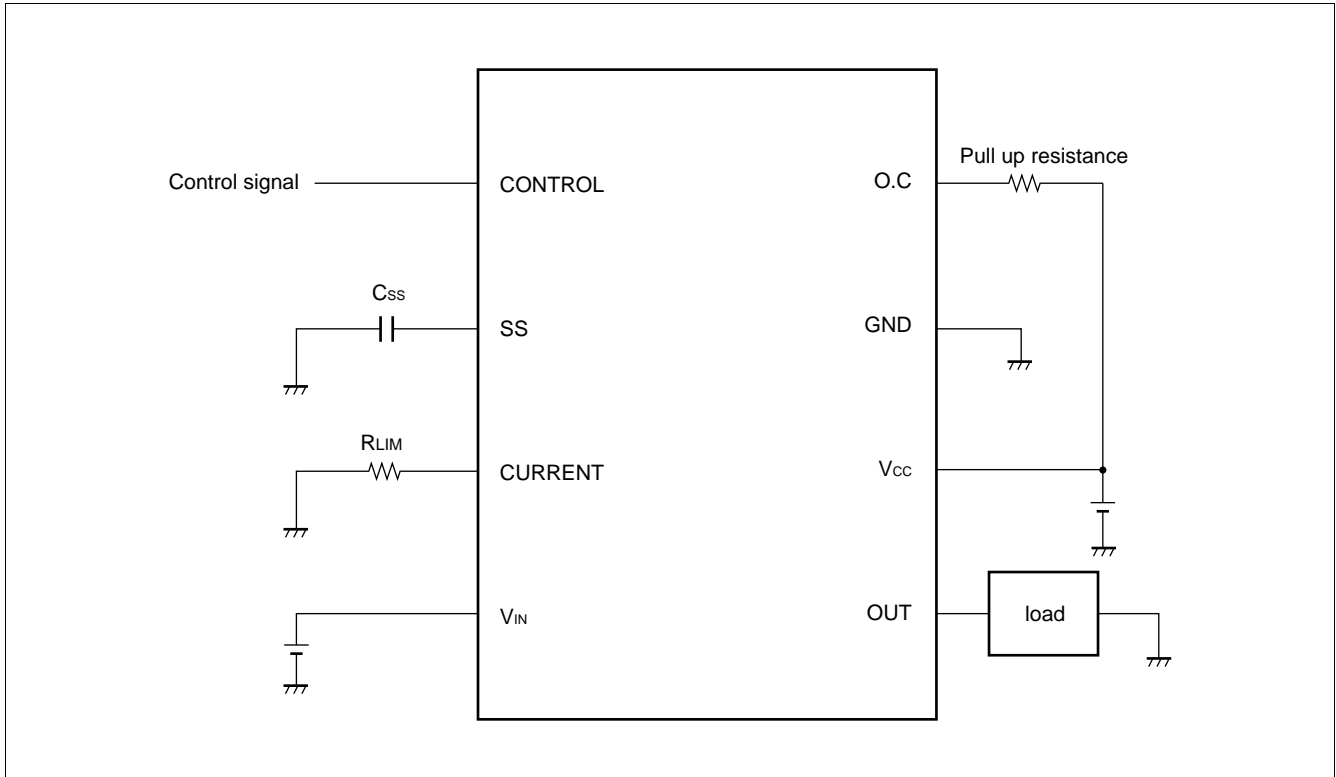 Pull up resistance
Control signal
CONTROL
O.C
Css
SS
GND
RLIM
CURRENT
Vcc
VIN
OUT
load